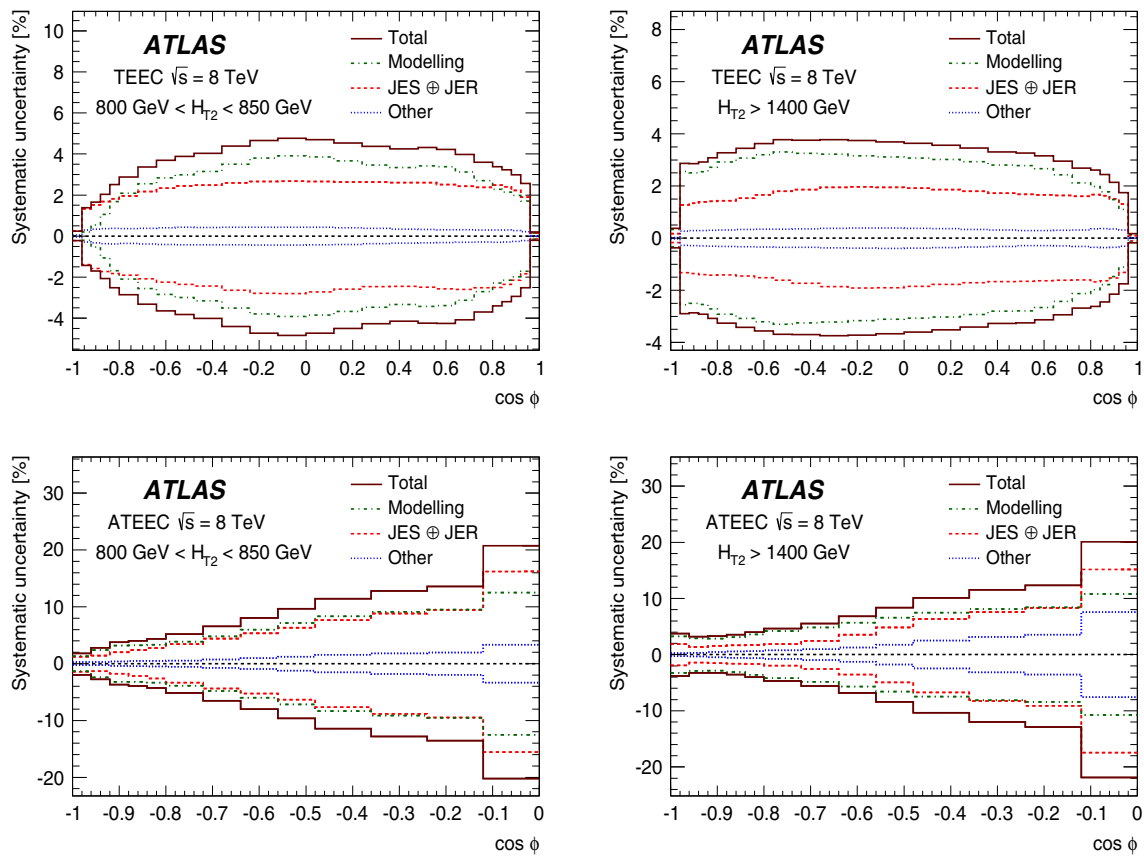 Systematic uncertainty [%]
10
8
6
4
2
0
-2
-4
ATLAS
TEEC √s = 8 TeV
800 GeV < H_T2 < 850 GeV
Total
Modelling
JES ⊕ JER
Other
-1 -0.8 -0.6 -0.4 -0.2 0 0.2 0.4 0.6 0.8 1
cos ϕ
Systematic uncertainty [%]
8
6
4
2
0
-2
-4
ATLAS
TEEC √s = 8 TeV
H_T2 > 1400 GeV
Total
Modelling
JES ⊕ JER
Other
-1 -0.8 -0.6 -0.4 -0.2 0 0.2 0.4 0.6 0.8 1
cos ϕ
Systematic uncertainty [%]
30
20
10
0
-10
-20
ATLAS
ATEEC √s = 8 TeV
800 GeV < H_T2 < 850 GeV
Total
Modelling
JES ⊕ JER
Other
-1 -0.9 -0.8 -0.7 -0.6 -0.5 -0.4 -0.3 -0.2 -0.1 0
cos ϕ
Systematic uncertainty [%]
30
20
10
0
-10
-20
ATLAS
ATEEC √s = 8 TeV
H_T2 > 1400 GeV
Total
Modelling
JES ⊕ JER
Other
-1 -0.9 -0.8 -0.7 -0.6 -0.5 -0.4 -0.3 -0.2 -0.1 0
cos ϕ